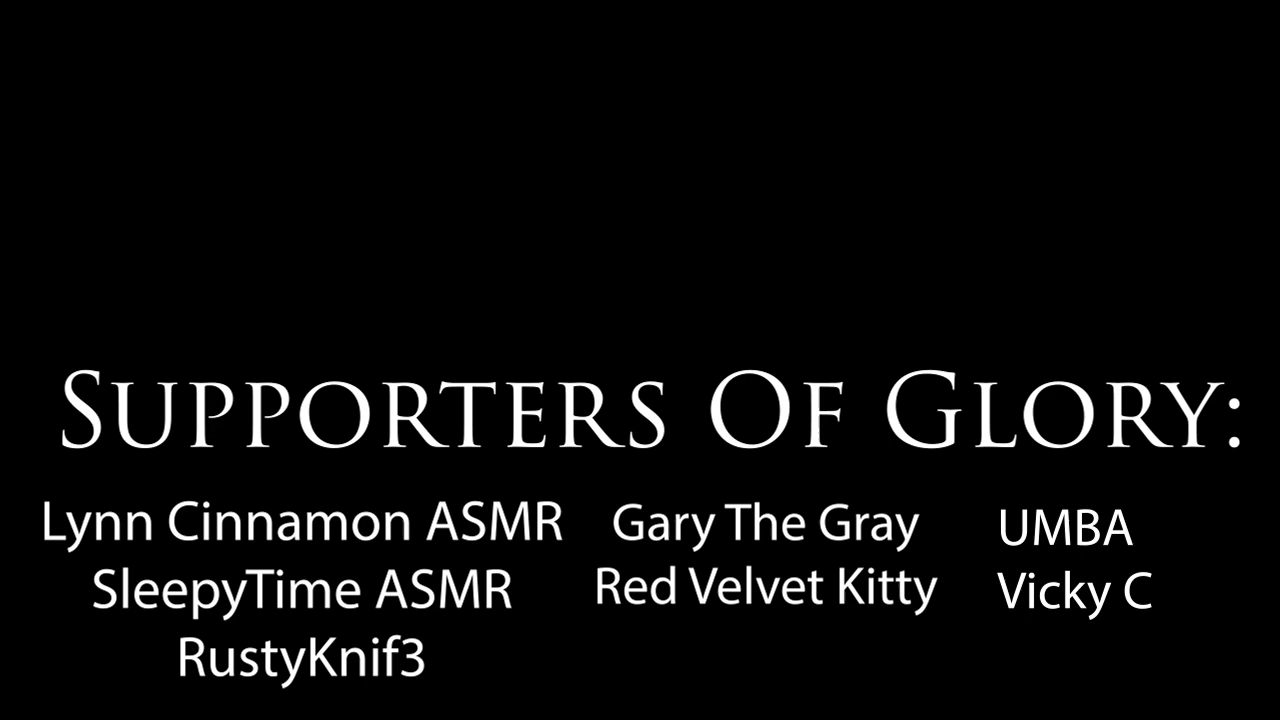 Supporters Of Glory:
Lynn Cinnamon ASMR
SleepyTime ASMR
RustyKnif3
Gary The Gray
Red Velvet Kitty
UMBA
Vicky C